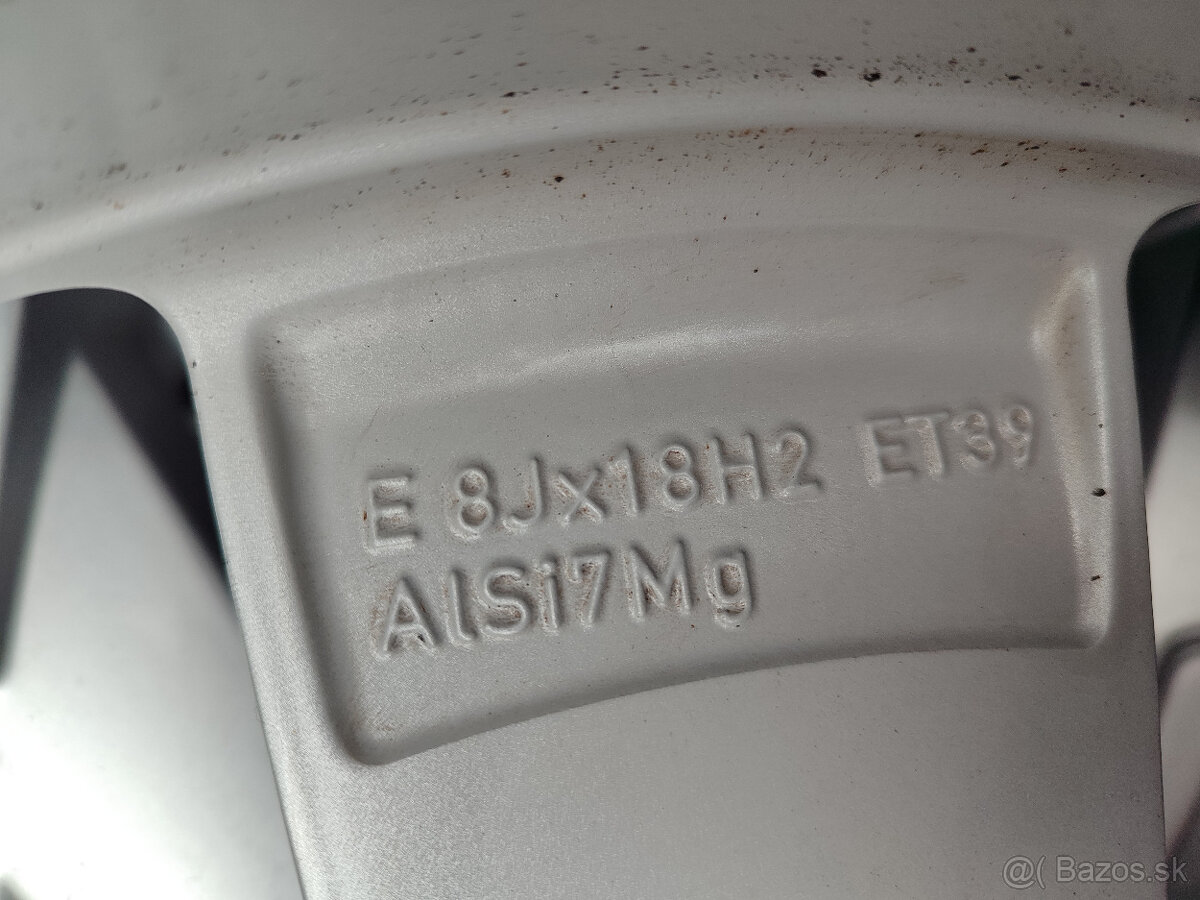 E 8Jx18H2 ET39
AlSi7Mg
@( Bazos.sk